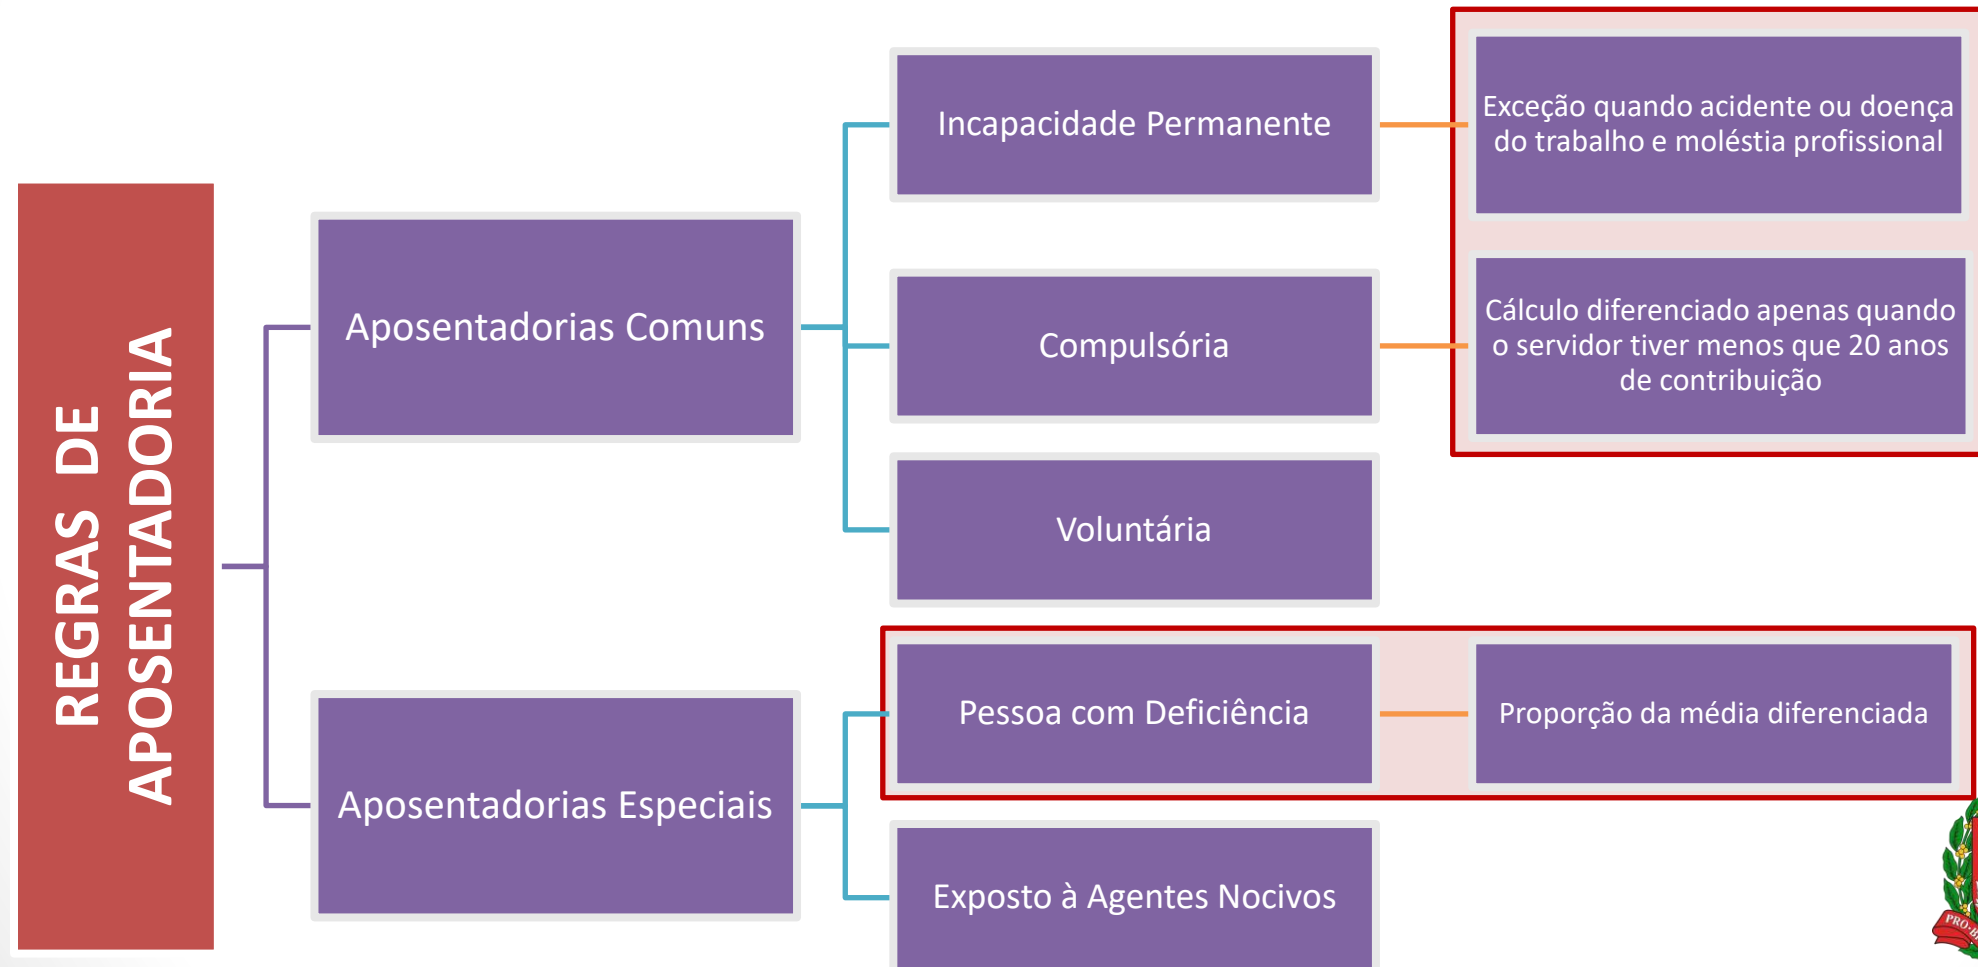 REGRAS DE
APOSENTADORIA
Aposentadorias Comuns
Incapacidade Permanente
Exceção quando acidente ou doença
do trabalho e moléstia profissional
Compulsória
Cálculo diferenciado apenas quando
o servidor tiver menos que 20 anos
de contribuição
Voluntária
Aposentadorias Especiais
Pessoa com Deficiência
Proporção da média diferenciada
Exposto à Agentes Nocivos
PRO-B